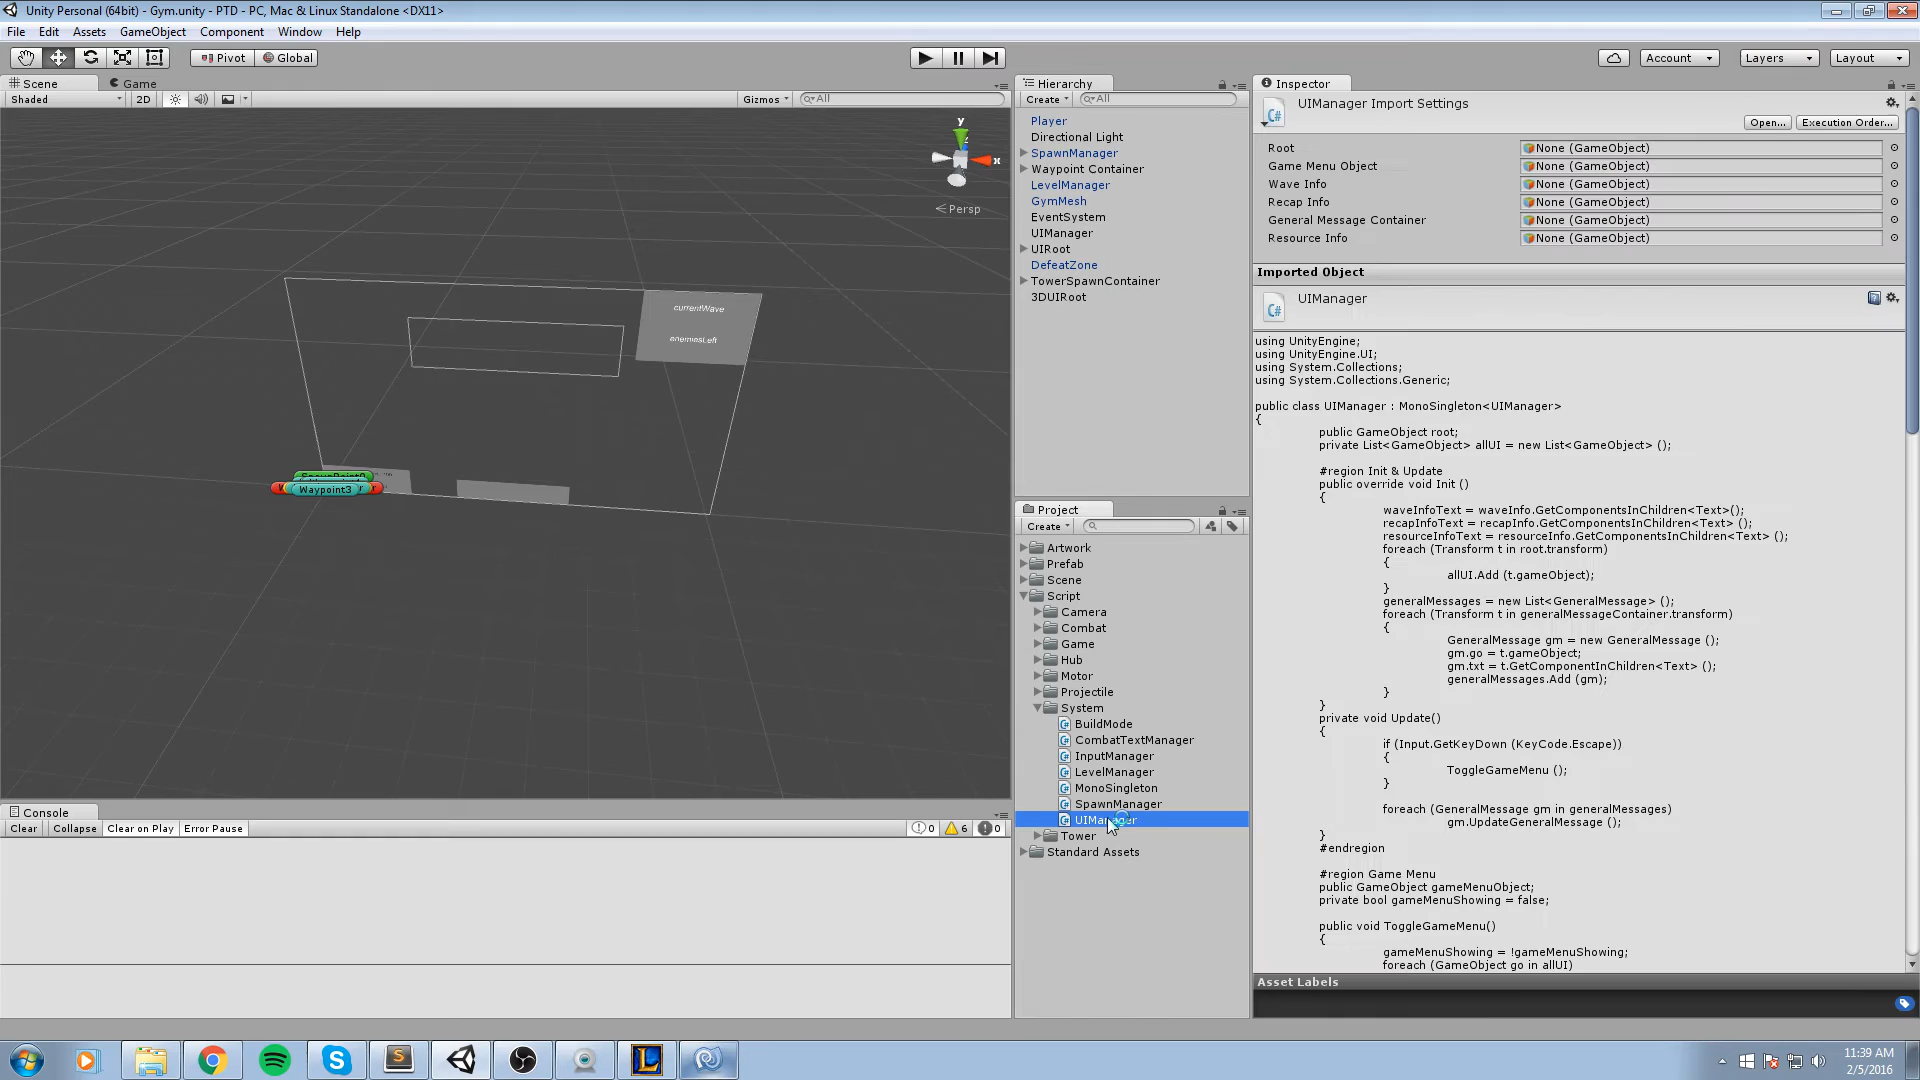 Unity Personal (64bit) - Gym.unity - PTD - PC, Mac & Linux Standalone <DX11>
File Edit Assets GameObject Component Window Help
Pivot Global Account Layers Layout
Scene Game
Shaded 2D Gizmos All
y
x
Persp
currentWave
enemiesLeft
Waypoint3
Console
Clear Collapse Clear on Play Error Pause 0 6 0
Hierarchy
Create All
Player
Directional Light
SpawnManager
Waypoint Container
LevelManager
GymMesh
EventSystem
UIManager
UIRoot
DefeatZone
TowerSpawnContainer
3DUIRoot
Project
Create
Artwork
Prefab
Scene
Script
Camera
Combat
Game
Hub
Motor
Projectile
System
BuildMode
CombatTextManager
InputManager
LevelManager
MonoSingleton
SpawnManager
UIManager
Tower
Standard Assets
Inspector
UIManager Import Settings
Open... Execution Order...
Root None (GameObject)
Game Menu Object None (GameObject)
Wave Info None (GameObject)
Recap Info None (GameObject)
General Message Container None (GameObject)
Resource Info None (GameObject)
Imported Object
UIManager
using UnityEngine;
using UnityEngine.UI;
using System.Collections;
using System.Collections.Generic;
public class UIManager : MonoSingleton<UIManager>
{
public GameObject root;
private List<GameObject> allUI = new List<GameObject> ();
#region Init & Update
public override void Init ()
{
waveInfoText = waveInfo.GetComponentsInChildren<Text>();
recapInfoText = recapInfo.GetComponentsInChildren<Text> ();
resourceInfoText = resourceInfo.GetComponentsInChildren<Text> ();
foreach (Transform t in root.transform)
{
allUI.Add (t.gameObject);
}
generalMessages = new List<GeneralMessage> ();
foreach (Transform t in generalMessageContainer.transform)
{
GeneralMessage gm = new GeneralMessage ();
gm.go = t.gameObject;
gm.txt = t.GetComponentInChildren<Text> ();
generalMessages.Add (gm);
}
}
private void Update()
{
if (Input.GetKeyDown (KeyCode.Escape))
{
ToggleGameMenu ();
}
foreach (GeneralMessage gm in generalMessages)
gm.UpdateGeneralMessage ();
}
#endregion
#region Game Menu
public GameObject gameMenuObject;
private bool gameMenuShowing = false;
public void ToggleGameMenu()
{
gameMenuShowing = !gameMenuShowing;
foreach (GameObject go in allUI)
Asset Labels
11:39 AM
2/5/2016